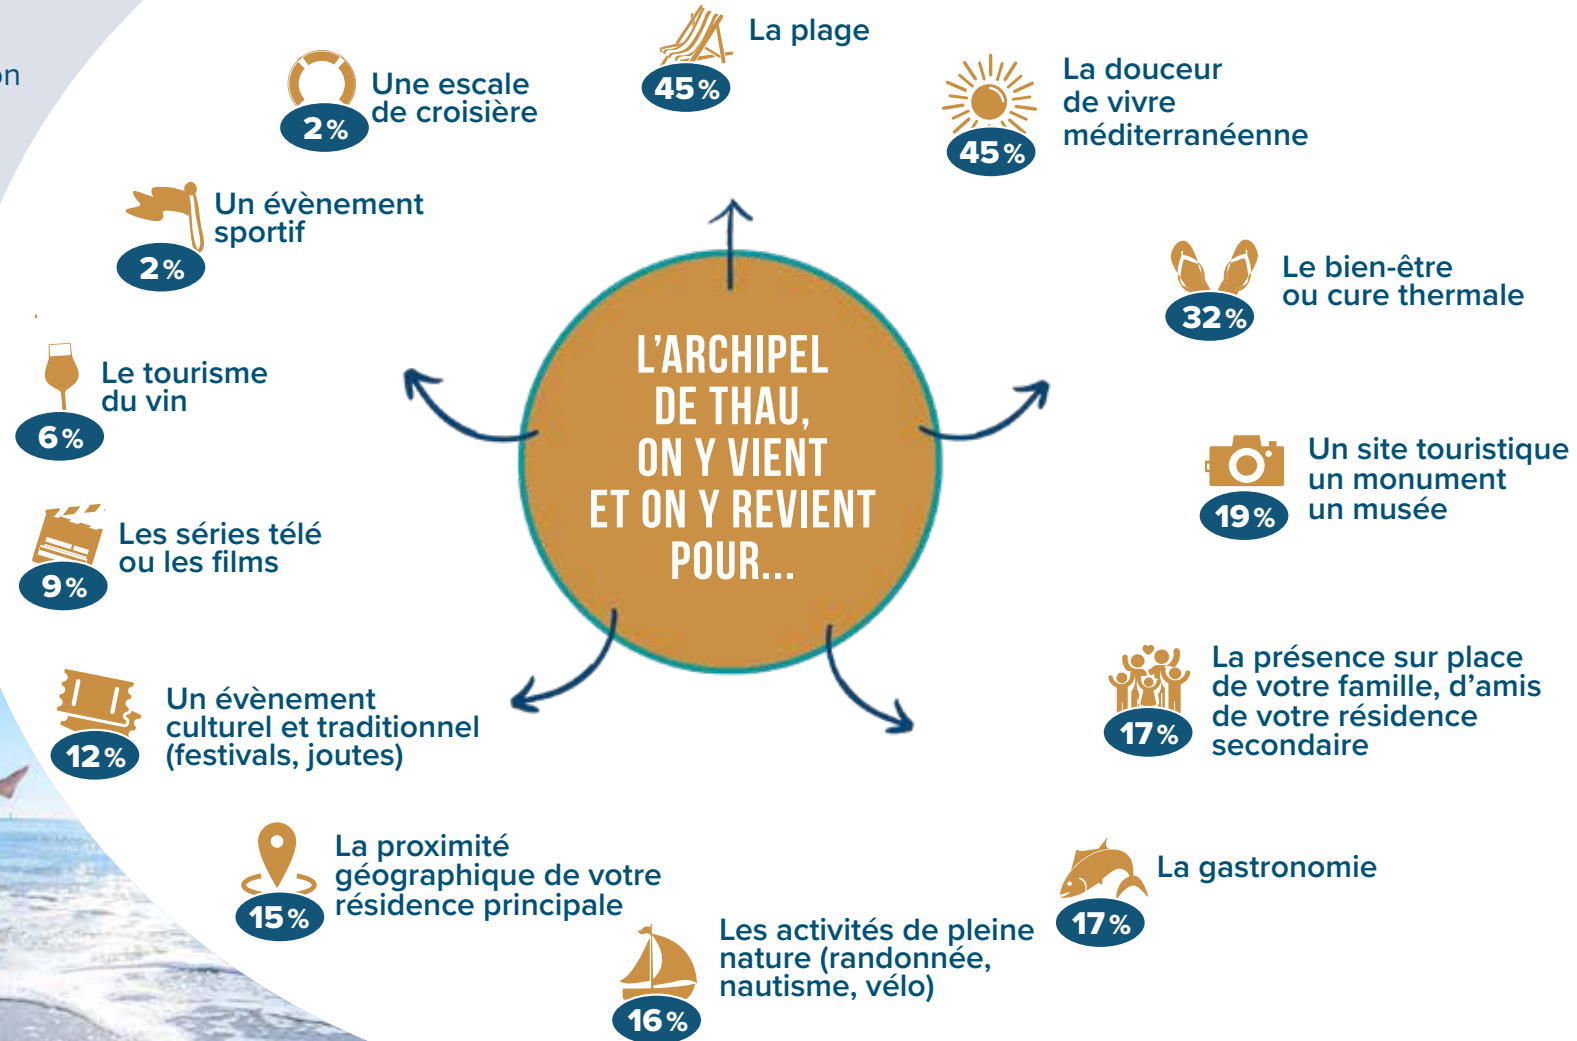 on
La plage
45%
La douceur
de vivre
méditerranéenne
45%
Le bien-être
ou cure thermale
32%
Un site touristique
un monument
un musée
19%
La présence sur place
de votre famille, d'amis
de votre résidence
secondaire
17%
La gastronomie
17%
Les activités de pleine
nature (randonnée,
nautisme, vélo)
16%
La proximité
géographique de votre
résidence principale
15%
Un évènement
culturel et traditionnel
(festivals, joutes)
12%
Les séries télé
ou les films
9%
Le tourisme
du vin
6%
Un évènement
sportif
2%
Une escale
de croisière
2%
L'ARCHIPEL
DE THAU,
ON Y VIENT
ET ON Y REVIENT
POUR...